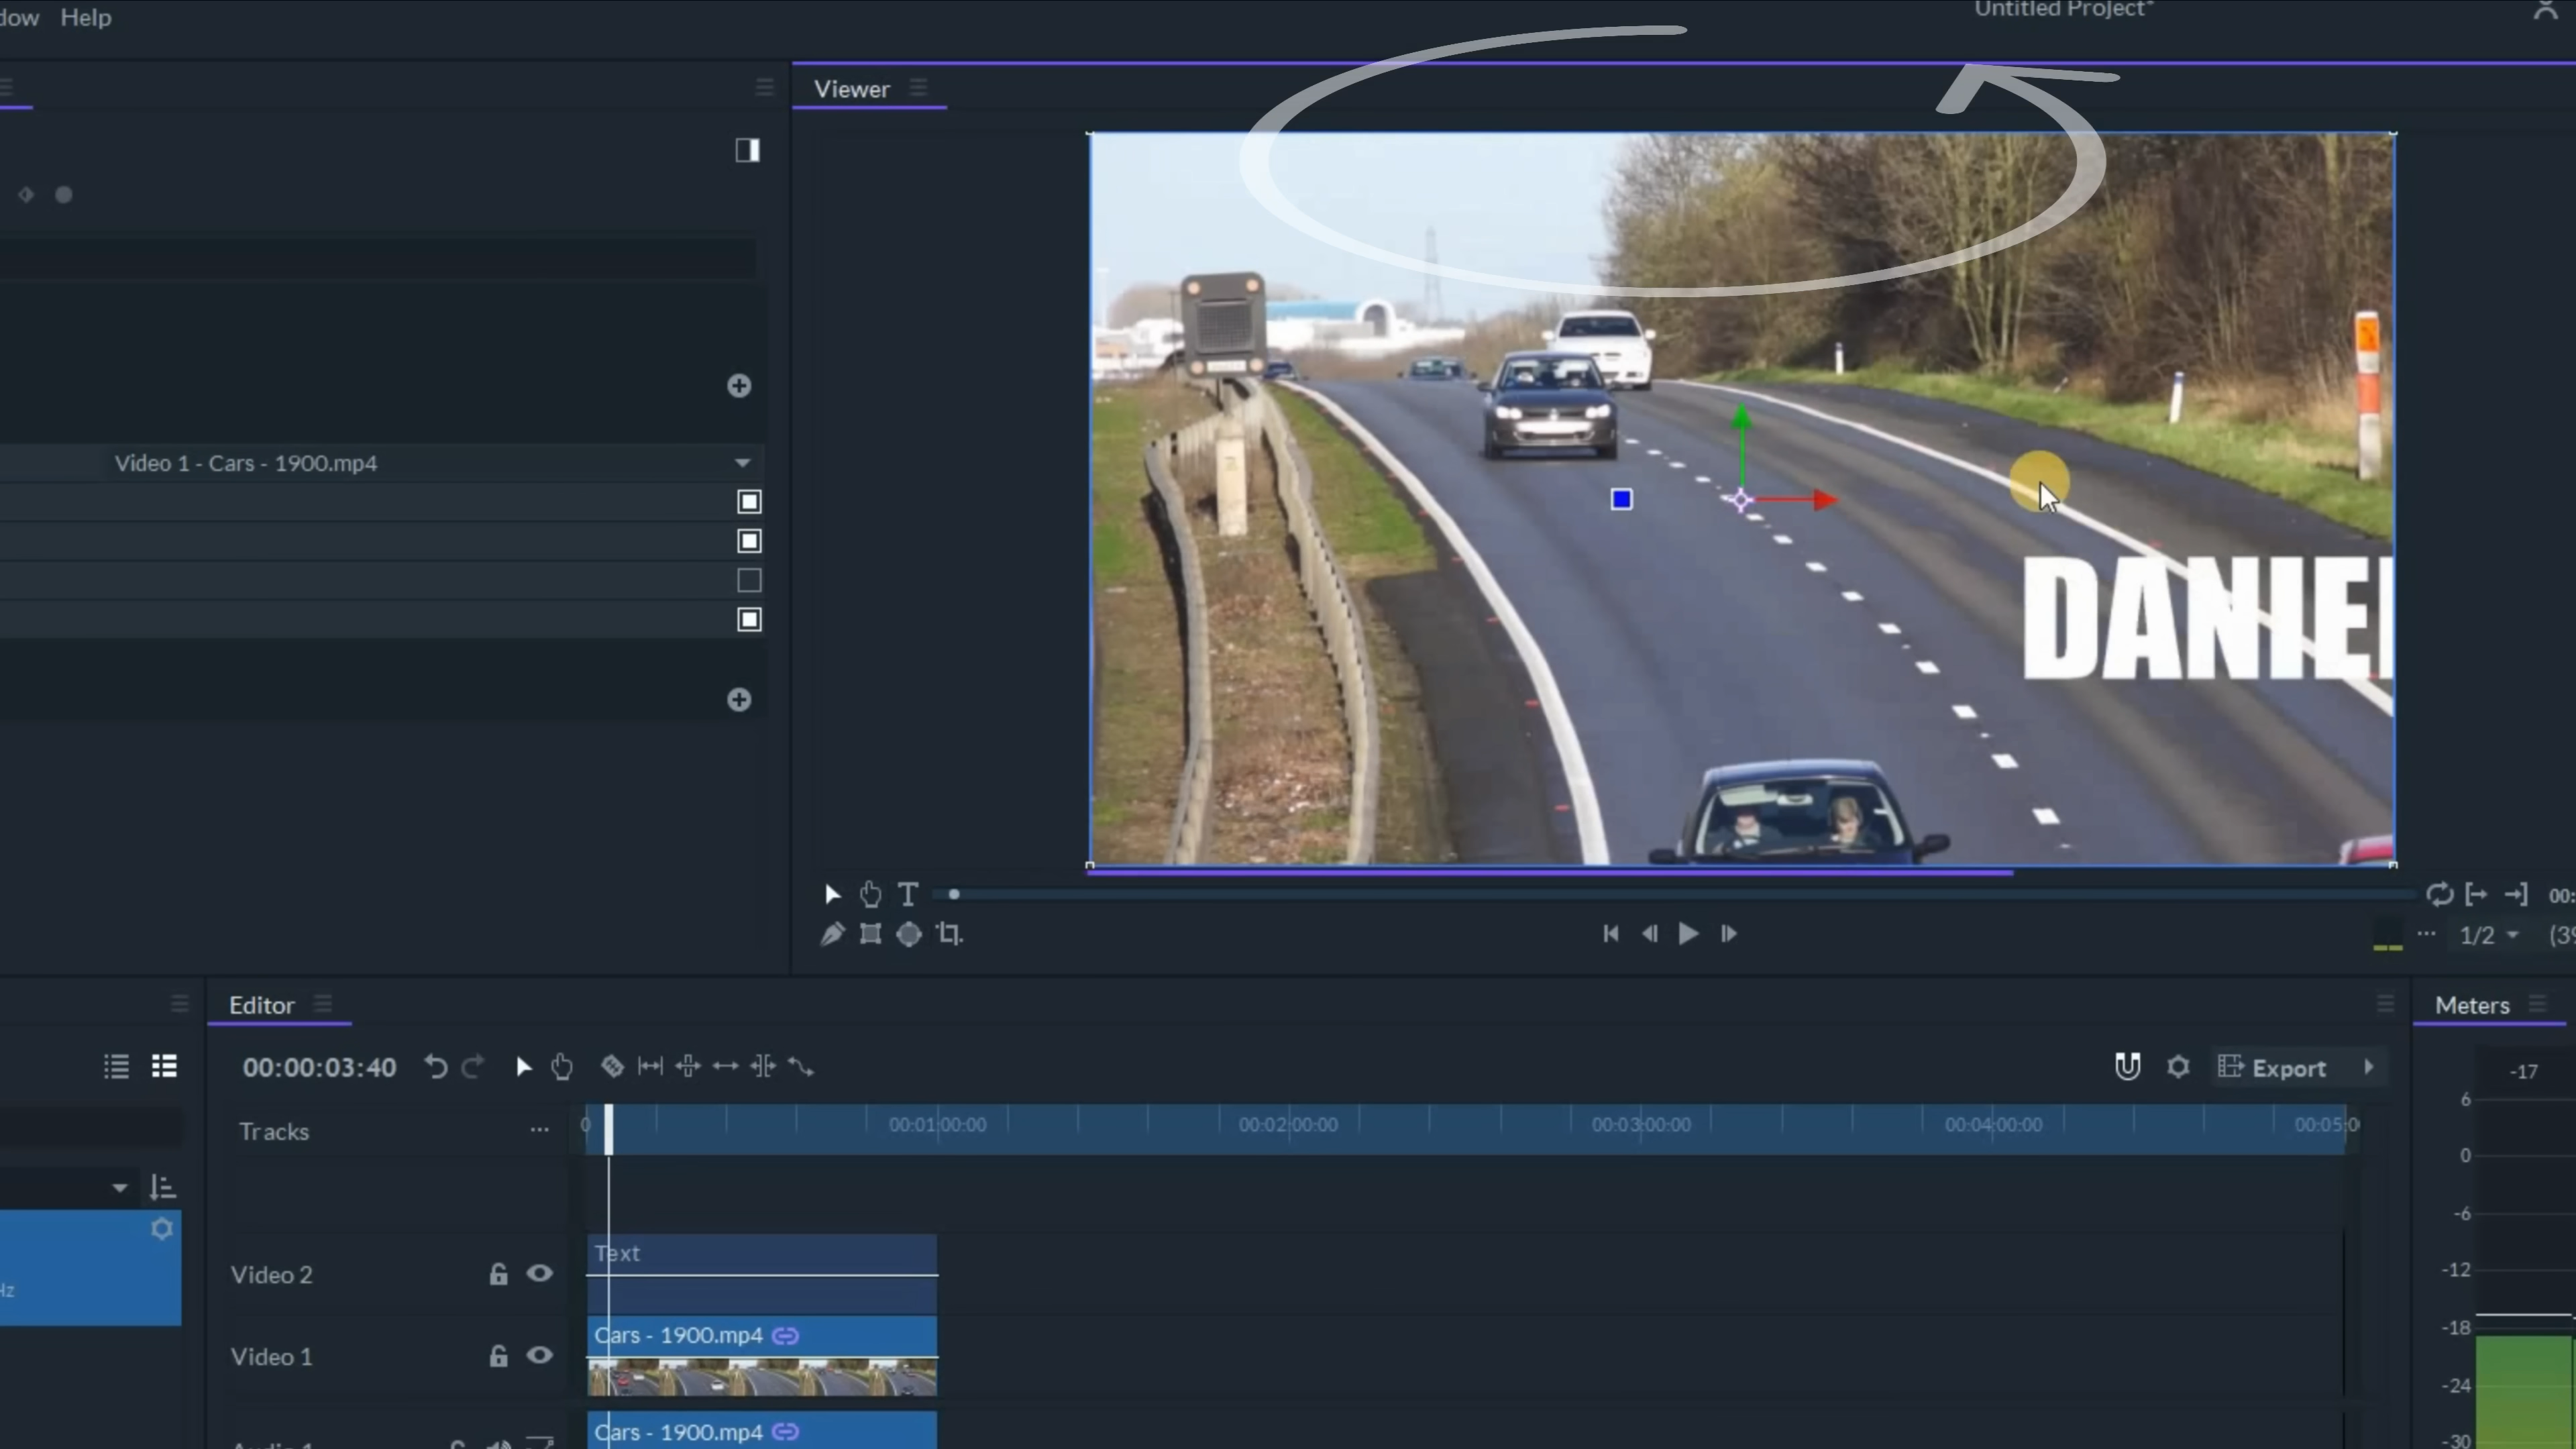 Help
Untitled Project*
Viewer
Video 1 - Cars - 1900.mp4
DANIE
1/2
Editor
Meters
00:00:03:40
Export
-17
Tracks
0
00:01:00:00
00:02:00:00
00:03:00:00
00:04:00:00
6
0
-6
Text
Video 2
-12
Cars - 1900.mp4
-18
Video 1
-24
Cars - 1900.mp4
-30